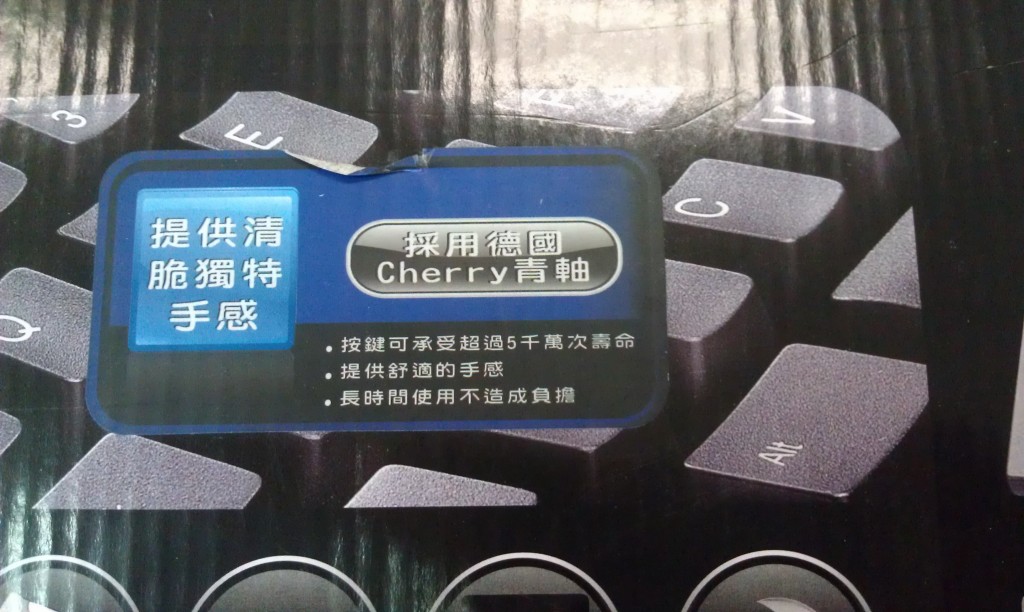 3
E
F
V
C
提供清
脆獨特
手感
採用德國
Cherry青軸
Q
• 按鍵可承受超過5千萬次壽命
• 提供舒適的手感
• 長時間使用不造成負擔
Alt